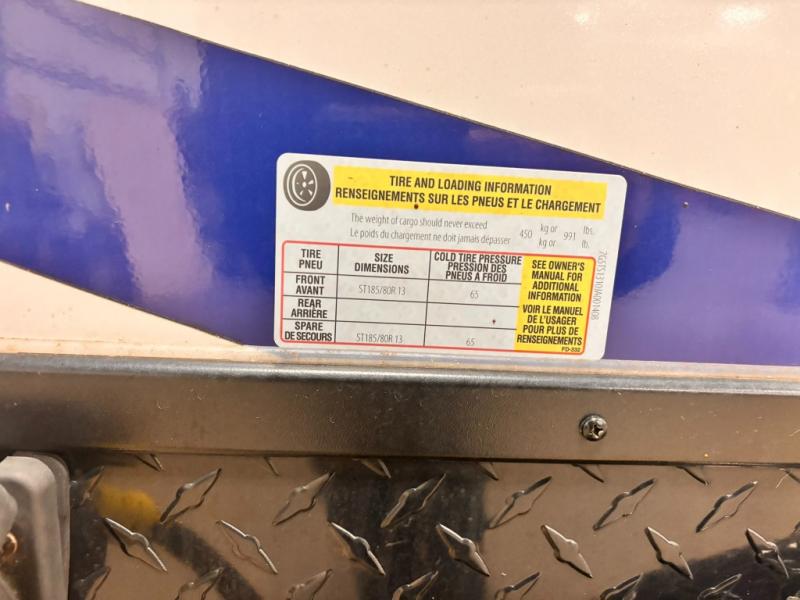 TIRE AND LOADING INFORMATION
RENSEIGNEMENTS SUR LES PNEUS ET LE CHARGEMENT
The weight of cargo should never exceed 450 kg or 991 lbs.
Le poids du chargement ne doit jamais dépasser kg or lb.
TIRE
PNEU
SIZE
DIMENSIONS
COLD TIRE PRESSURE
PRESSION DES
PNEUS A FROID
FRONT
AVANT
ST185/80R 13
65
REAR
ARRIÈRE
SPARE
DE SECOURS
ST185/80R 13
65
SEE OWNER'S
MANUAL FOR
ADDITIONAL
INFORMATION
VOIR LE MANUEL
DE L'USAGER
POUR PLUS DE
RENSEIGNEMENTS
PD-532